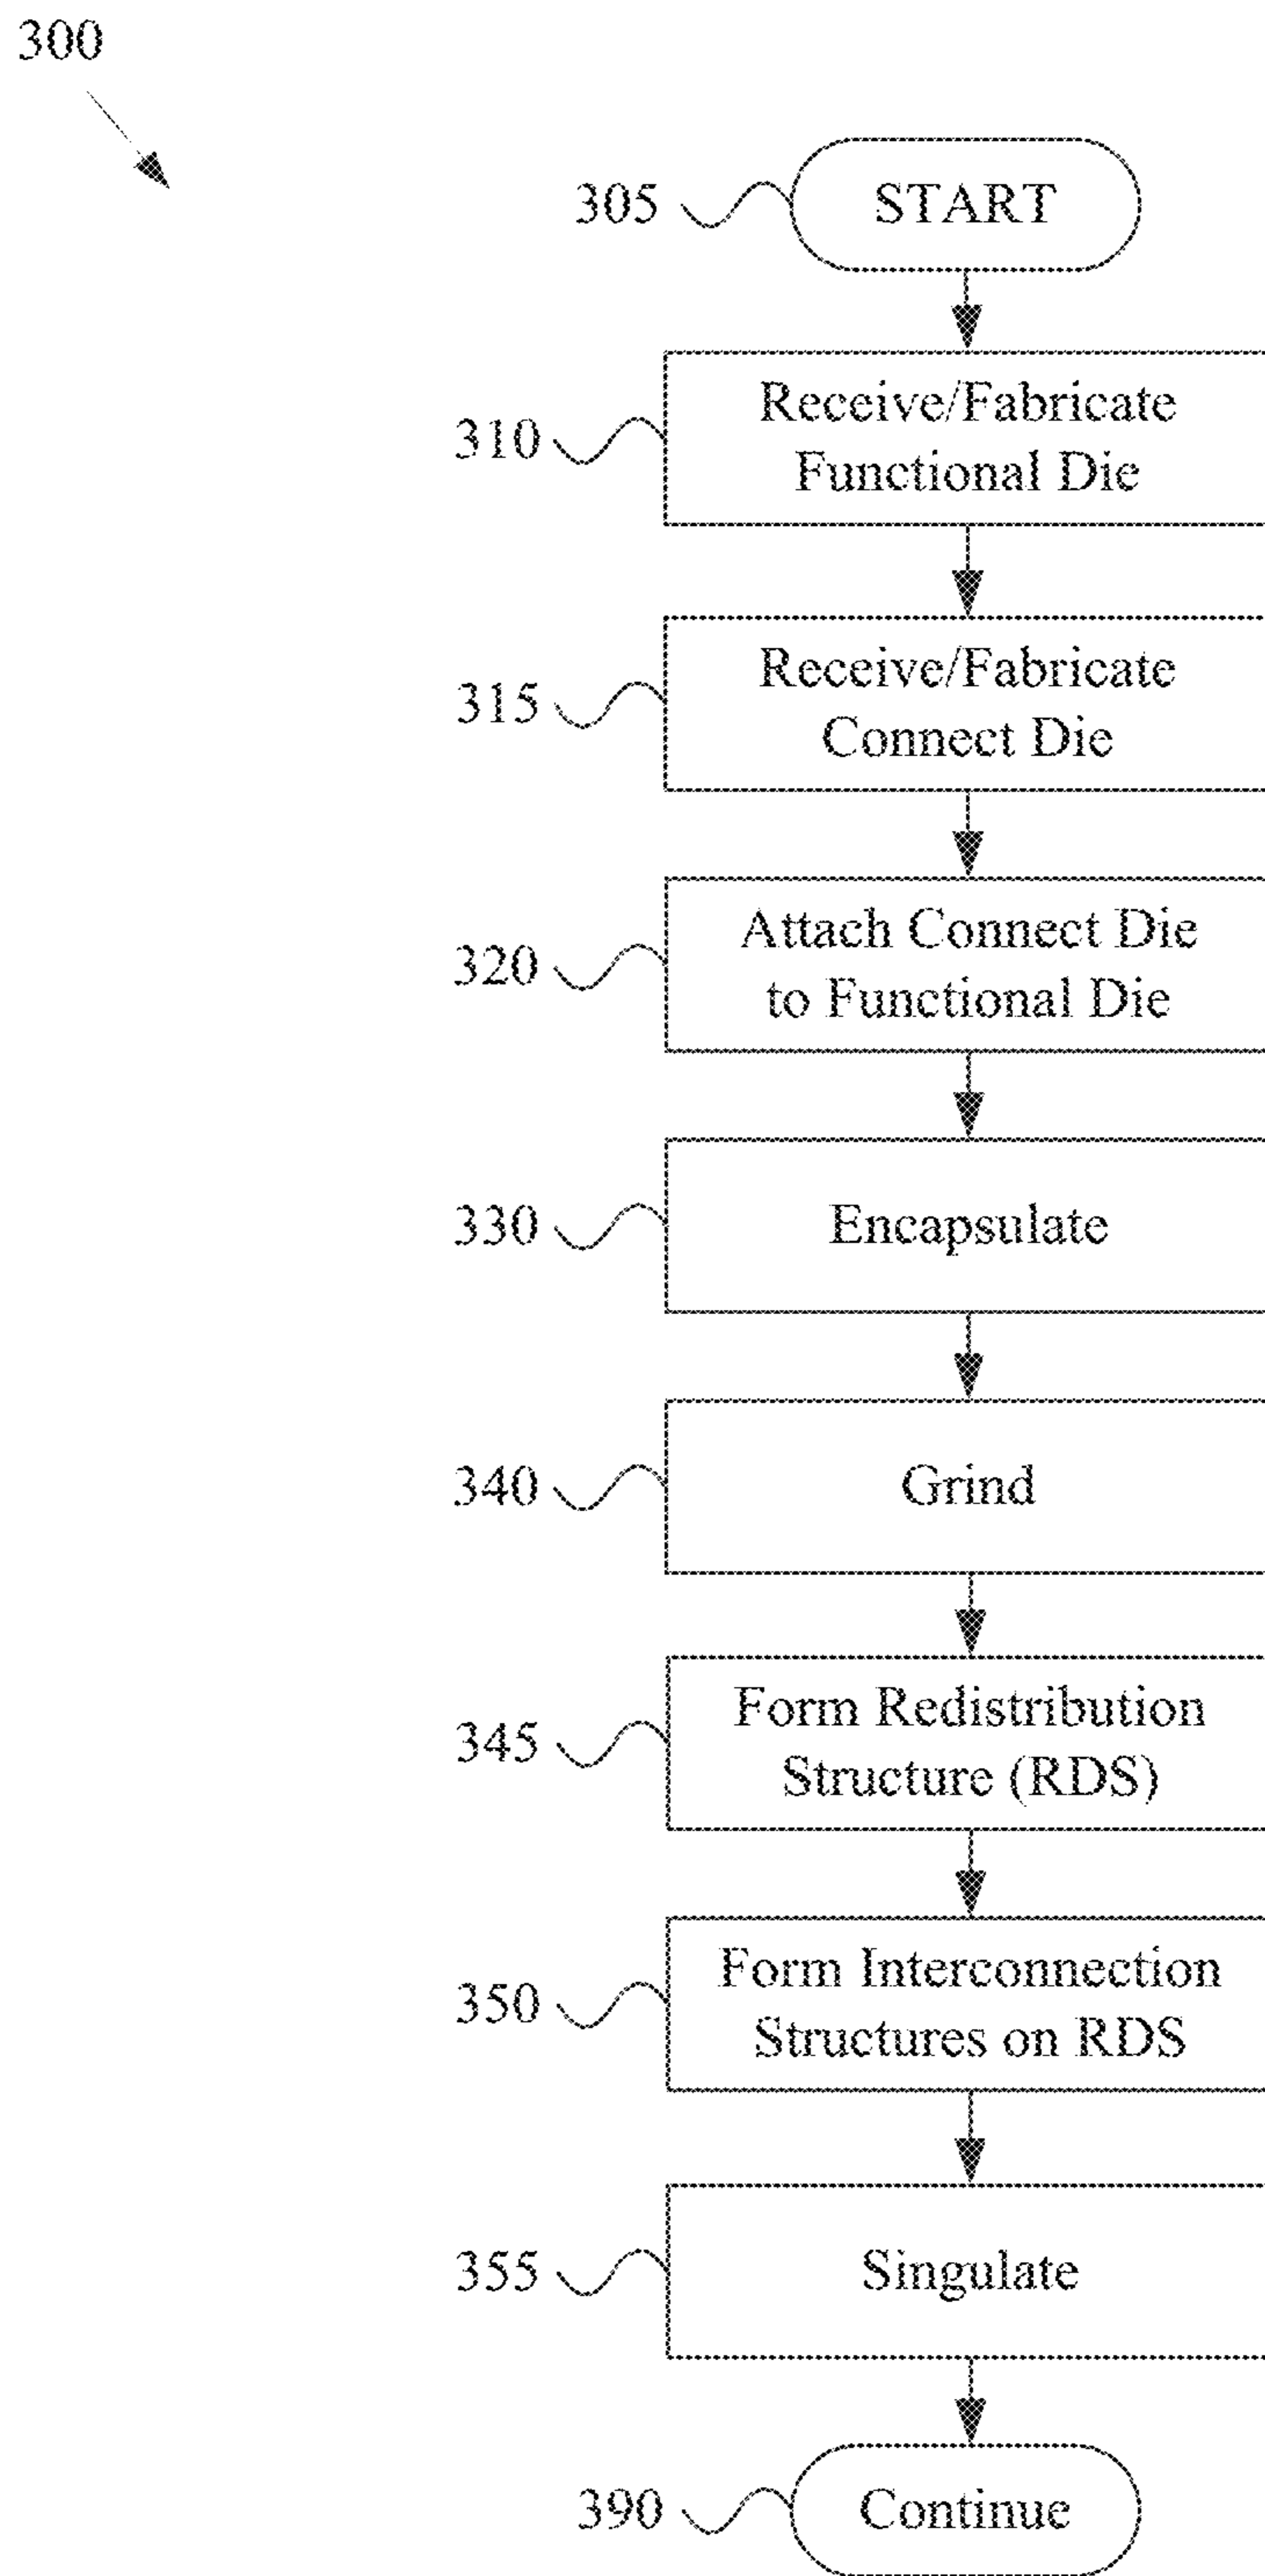 300
305
START
310
Receive/Fabricate
Functional Die
315
Receive/Fabricate
Connect Die
320
Attach Connect Die
to Functional Die
330
Encapsulate
340
Grind
345
Form Redistribution
Structure (RDS)
350
Form Interconnection
Structures on RDS
355
Singulate
390
Continue